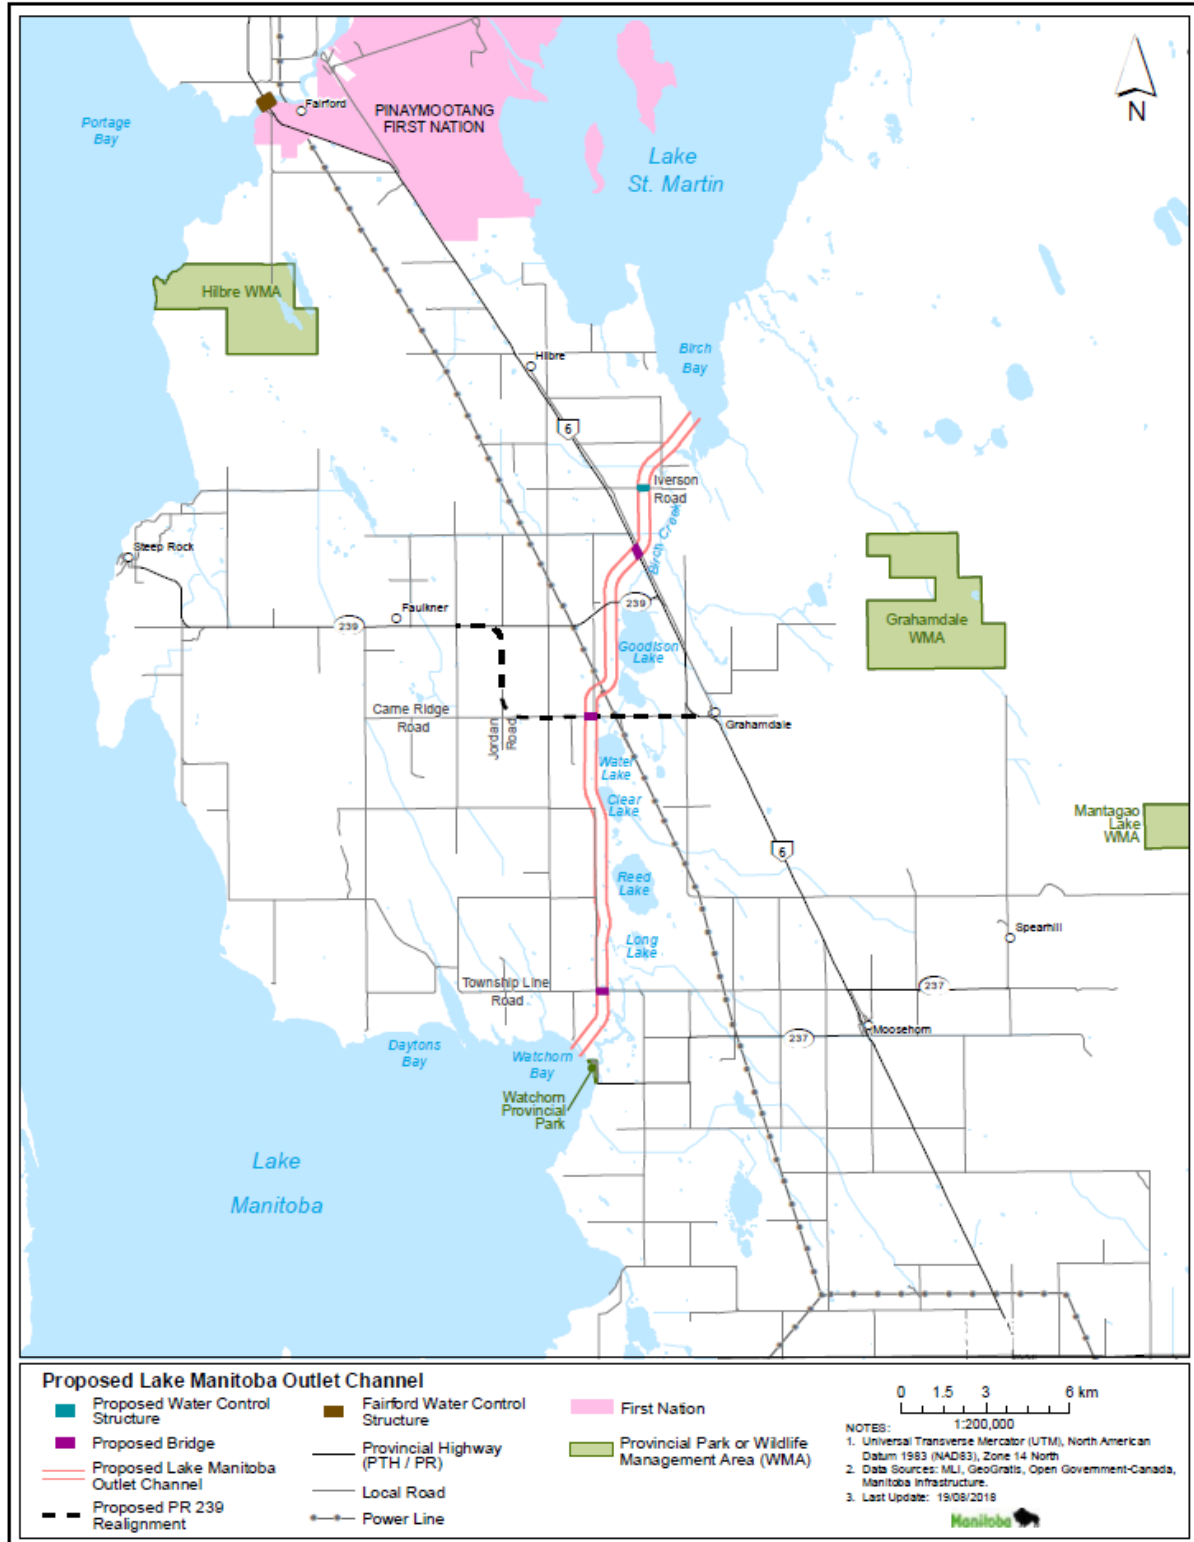 Portage
Bay
Fairford
PINAYMOOTANG
FIRST NATION
Lake
St. Martin
N
Hilbre WMA
Hilbre
Birch
Bay
6
Iverson
Road
Birch Creek
Steep Rock
Faulkner
239
239
Goodison
Lake
Grahamdale
WMA
Carne Ridge
Road
Jordan
Road
Grahamdale
Water
Lake
Clear
Lake
Mantagao
Lake
WMA
6
Reed
Lake
Spearhill
Long
Lake
Township Line
Road
237
Moosehorn
237
Daytons
Bay
Watchorn
Bay
Watchorn
Provincial
Park
Lake
Manitoba
Proposed Lake Manitoba Outlet Channel
Proposed Water Control
Structure
Proposed Bridge
Proposed Lake Manitoba
Outlet Channel
Proposed PR 239
Realignment
Fairford Water Control
Structure
Provincial Highway
(PTH / PR)
Local Road
Power Line
First Nation
Provincial Park or Wildlife
Management Area (WMA)
0 1.5 3 6 km
1:200,000
NOTES:
1. Universal Transverse Mercator (UTM), North American
Datum 1983 (NAD83), Zone 14 North
2. Data Sources: MLI, GeoGratis, Open Government-Canada,
Manitoba Infrastructure.
3. Last Update: 19/08/2018
Manitoba